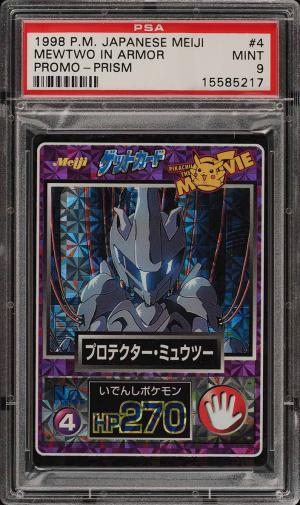 PSA
1998 P.M. JAPANESE MEIJI #4
MEWTWO IN ARMOR MINT
PROMO - PRISM 9
15585217
Meiji ゲットカード
PIKACHU THE MOVIE
プロテクター・ミュウツー
No. いでんしポケモン
4 HP270